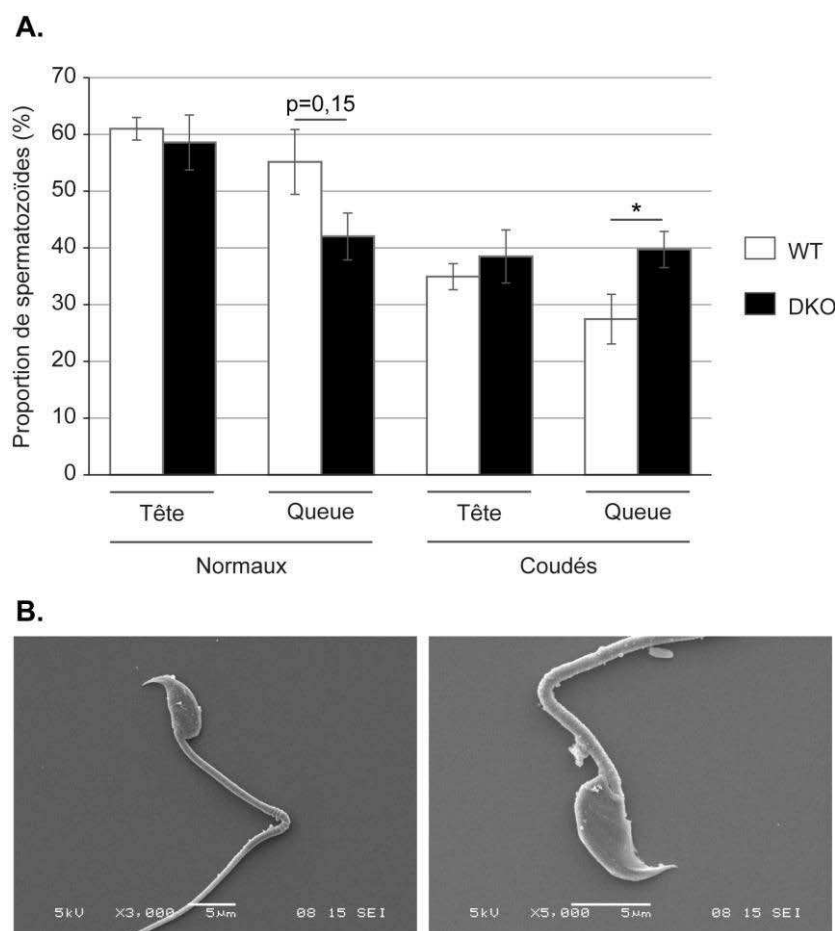 A.
Proportion de spermatozoïdes (%)
70
60
50
40
30
20
10
0
p=0,15
*
WT
DKO
Tête Queue Tête Queue
Normaux Coudés
B.
5kV X3,000 5µm 08 15 SEI
5kV X5,000 5µm 08 15 SEI